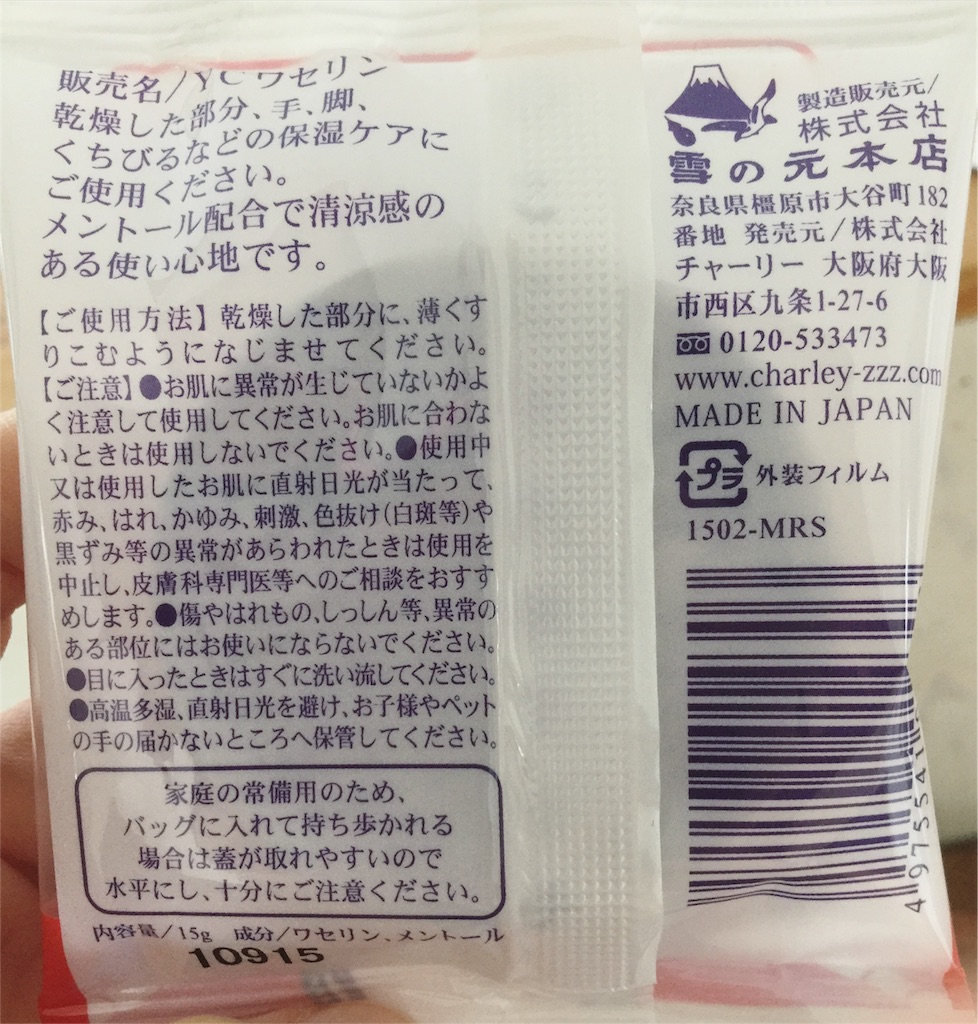 販売名/YCワセリン
乾燥した部分、手、脚、
くちびるなどの保湿ケアに
ご使用ください。
メントール配合で清涼感の
ある使い心地です。
【ご使用方法】乾燥した部分に、薄くす
りこむようになじませてください。
【ご注意】●お肌に異常が生じていないかよ
く注意して使用してください。お肌に合わな
いときは使用しないでください。●使用中
又は使用したお肌に直射日光が当たって、
赤み、はれ、かゆみ、刺激、色抜け(白斑等)や
黒ずみ等の異常があらわれたときは使用を
中止し、皮膚科専門医等へのご相談をおすす
めします。●傷やはれもの、しっしん等、異常の
ある部位にはお使いにならないでください。
●目に入ったときはすぐに洗い流してください。
●高温多湿、直射日光を避け、お子様やペット
の手の届かないところへ保管してください。
家庭の常備用のため、
バッグに入れて持ち歩かれる
場合は蓋が取れやすいので
水平にし、十分にご注意ください。
内容量/15g 成分/ワセリン、メントール
10915
製造販売元/
株式会社
雪の元本店
奈良県橿原市大谷町182
番地 発売元/株式会社
チャーリー 大阪府大阪
市西区九条1-27-6
0120-533473
www.charley-zzz.com
MADE IN JAPAN
プラ 外装フィルム
1502-MRS
4 975541